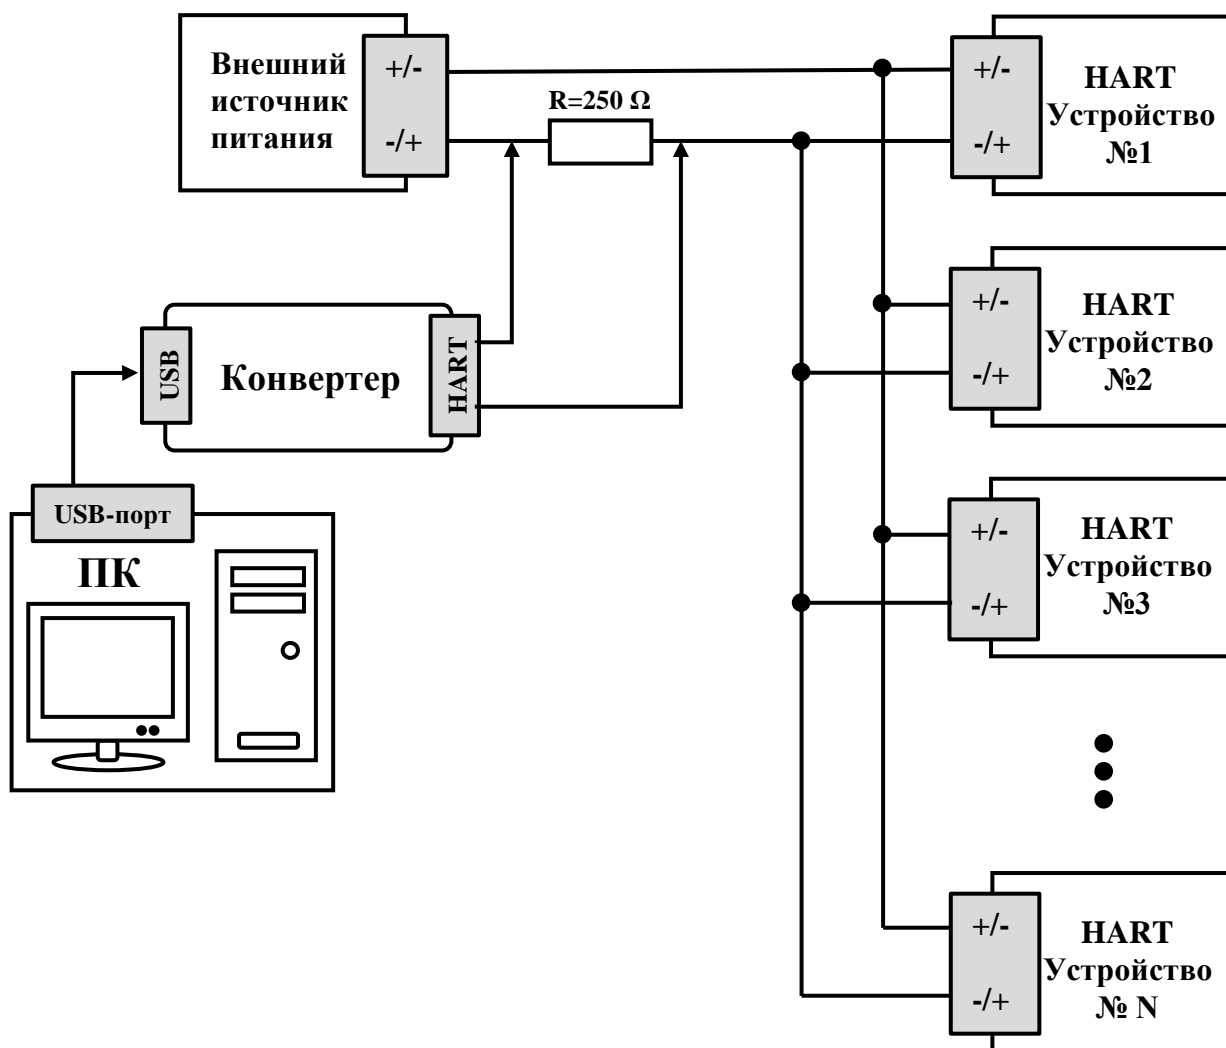 Внешний
источник
питания
+/-
-/+
R=250 Ω
+/-
-/+
HART
Устройство
№1
USB
Конвертер
HART
+/-
-/+
HART
Устройство
№2
USB-порт
ПК
+/-
-/+
HART
Устройство
№3
+/-
-/+
HART
Устройство
№ N